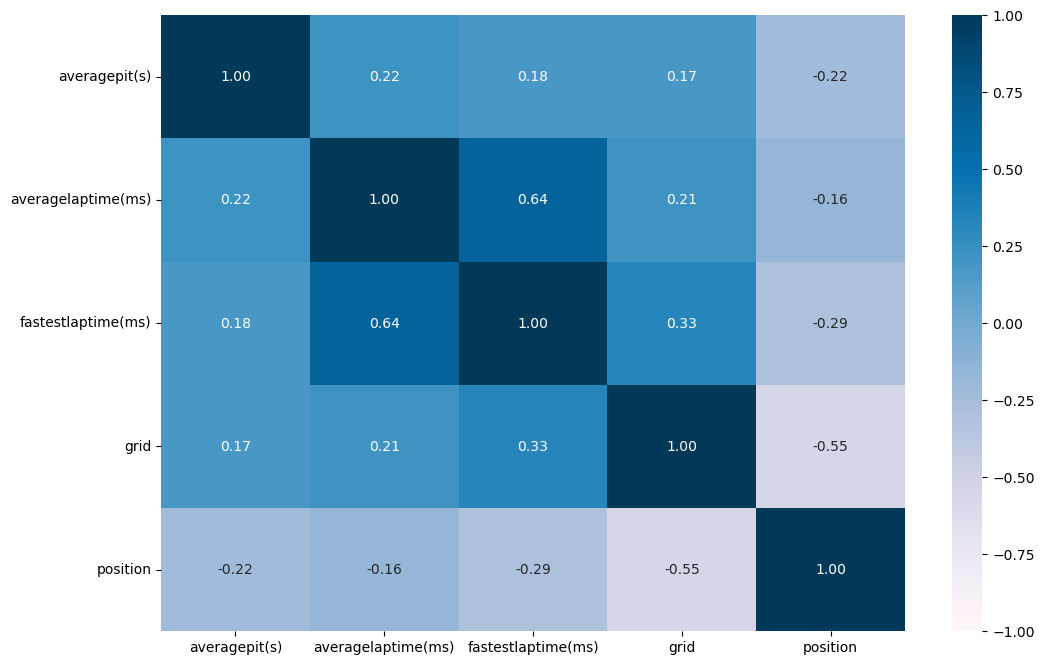 averagepit(s) 1.00 0.22 0.18 0.17 -0.22
averagelaptime(ms) 0.22 1.00 0.64 0.21 -0.16
fastestlaptime(ms) 0.18 0.64 1.00 0.33 -0.29
grid 0.17 0.21 0.33 1.00 -0.55
position -0.22 -0.16 -0.29 -0.55 1.00
averagepit(s) averagelaptime(ms) fastestlaptime(ms) grid position
1.00
0.75
0.50
0.25
0.00
−0.25
−0.50
−0.75
−1.00